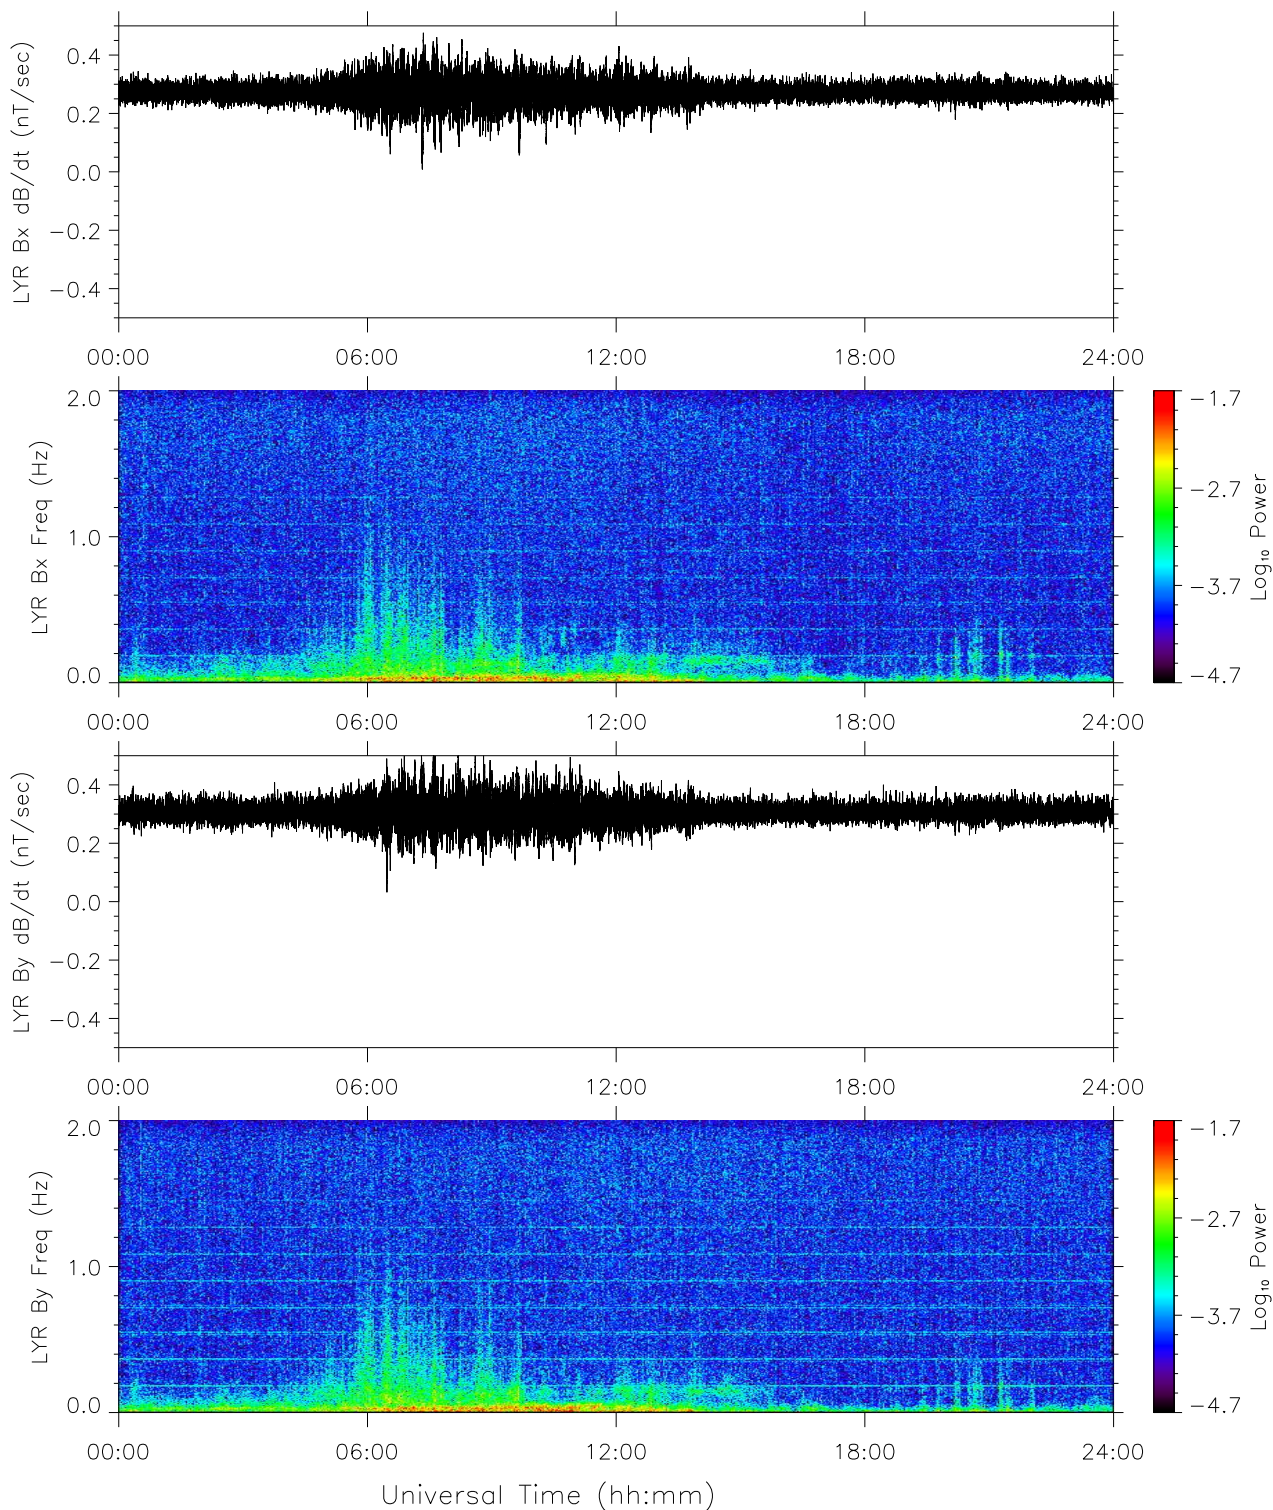 LYR Bx dB/dt (nT/sec)
0.4
0.2
0.0
−0.2
−0.4
00:00 06:00 12:00 18:00 24:00
LYR Bx Freq (Hz)
2.0
1.0
0.0
−1.7
−2.7
−3.7
−4.7
Log₁₀ Power
00:00 06:00 12:00 18:00 24:00
LYR By dB/dt (nT/sec)
0.4
0.2
0.0
−0.2
−0.4
00:00 06:00 12:00 18:00 24:00
LYR By Freq (Hz)
2.0
1.0
0.0
−1.7
−2.7
−3.7
−4.7
Log₁₀ Power
00:00 06:00 12:00 18:00 24:00
Universal Time (hh:mm)